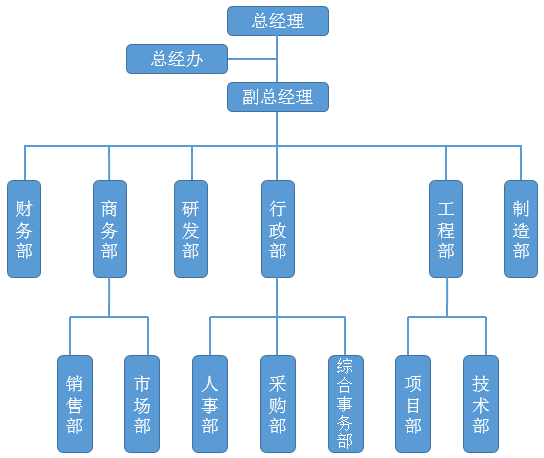 总经理
总经办
副总经理
财务部
商务部
研发部
行政部
工程部
制造部
销售部
市场部
人事部
采购部
综合事务部
项目部
技术部